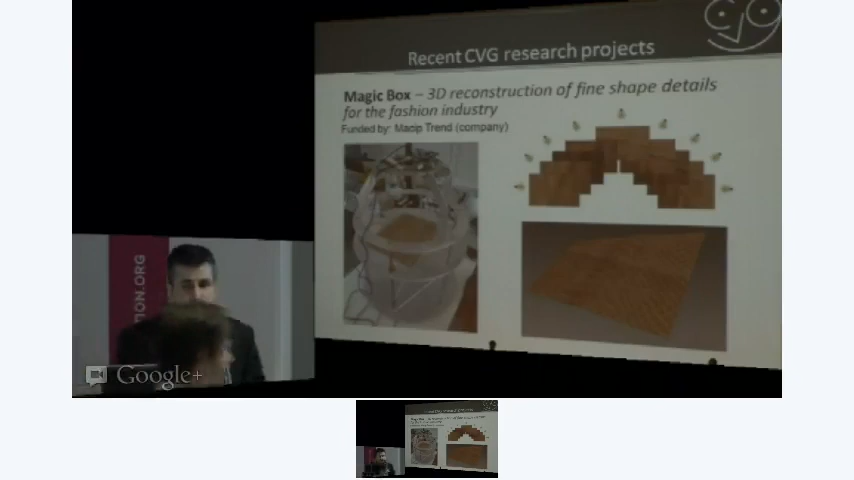 CVG
Recent CVG research projects
Magic Box – 3D reconstruction of fine shape details
for the fashion industry
Funded by: Macip Trend (company)
ION.ORG
Google+